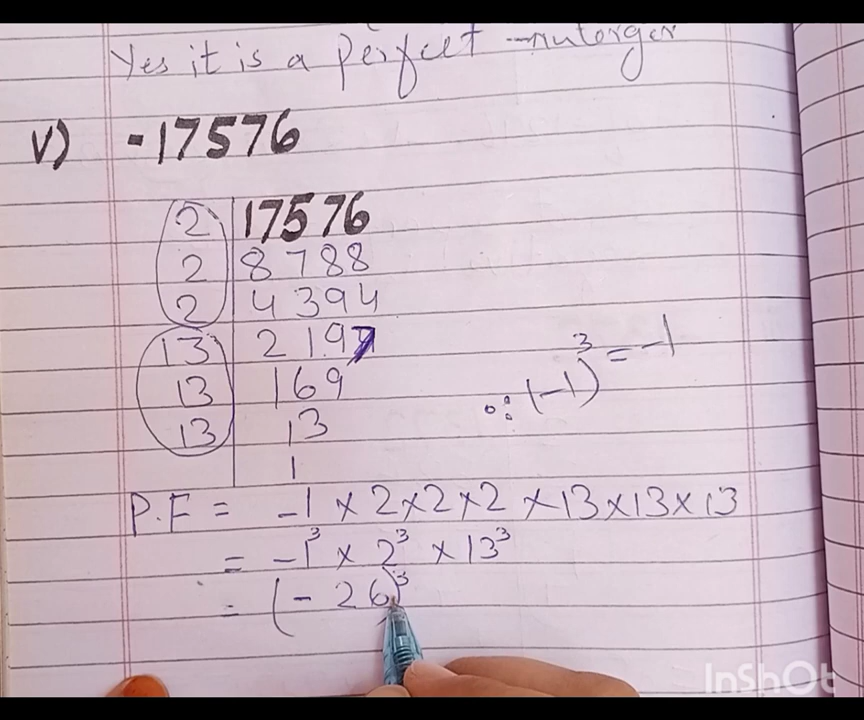 Yes it is a Perfect
v) -17576
2 | 17576
2 | 8788
2 | 4394
13 | 2197
13 | 169
13 | 13
1
∴ (-1)³ = -1
P.F = -1 × 2 × 2 × 2 × 13 × 13 × 13
= -1³ × 2³ × 13³
= (-26)³
InShOt